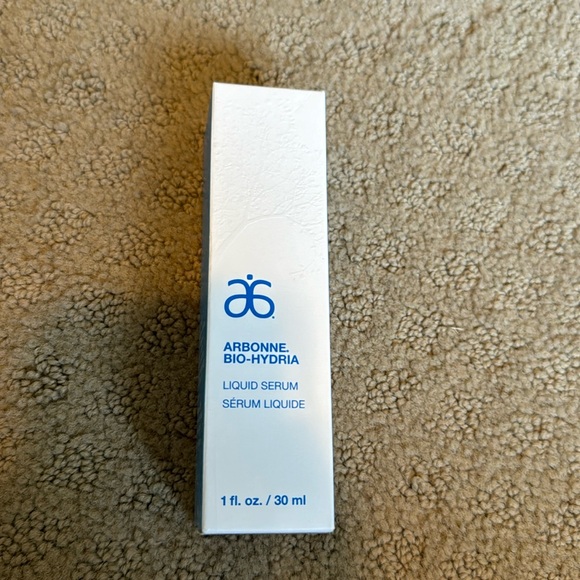 ARBONNE.
BIO-HYDRIA
LIQUID SERUM
SÉRUM LIQUIDE
1 fl. oz. / 30 ml